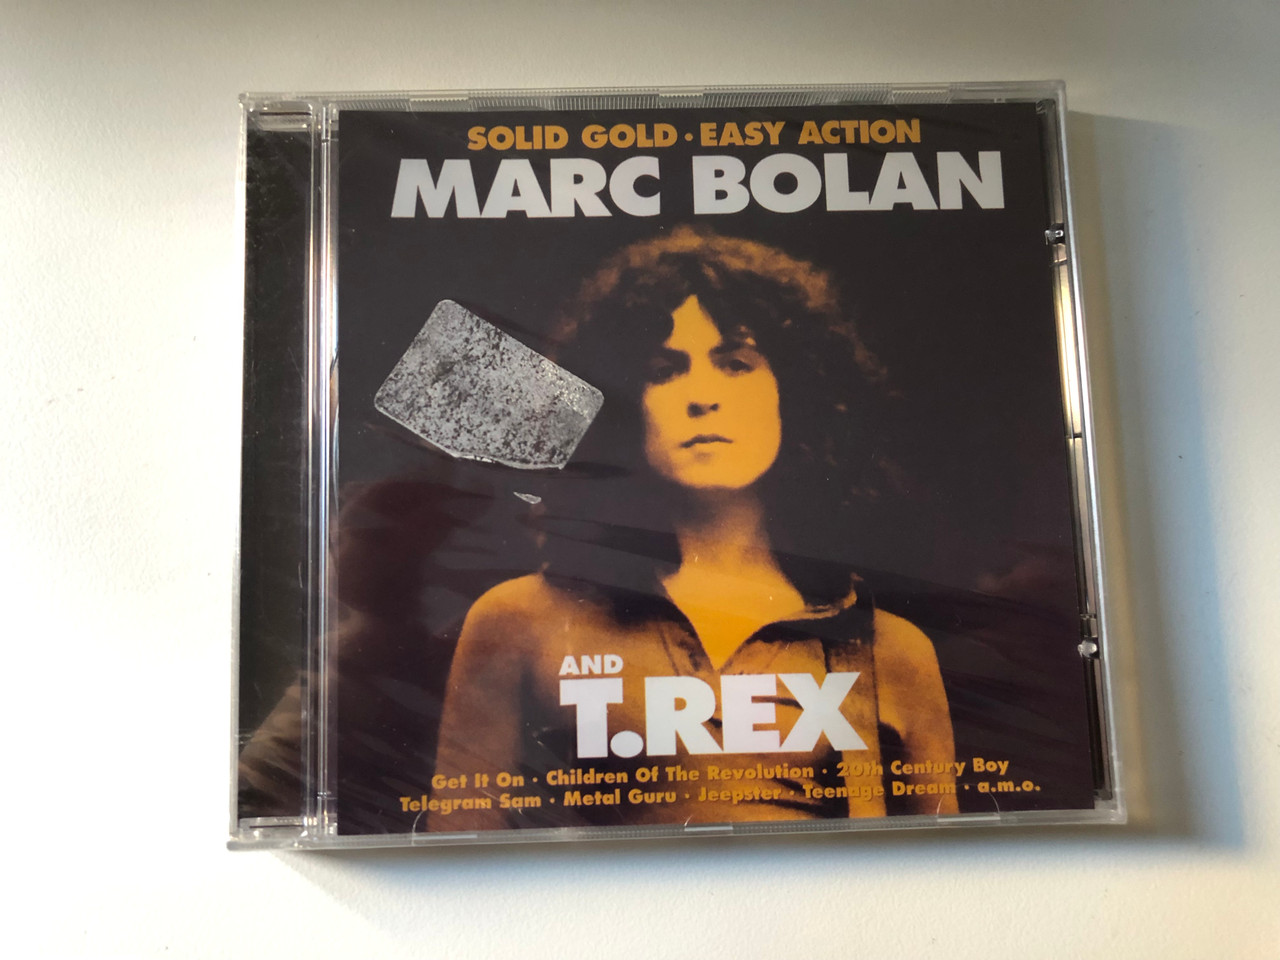 SOLID GOLD · EASY ACTION
MARC BOLAN
AND
T.REX
Get It On · Children Of The Revolution · 20th Century Boy
Telegram Sam · Metal Guru · Jeepster · Teenage Dream · a.m.o.